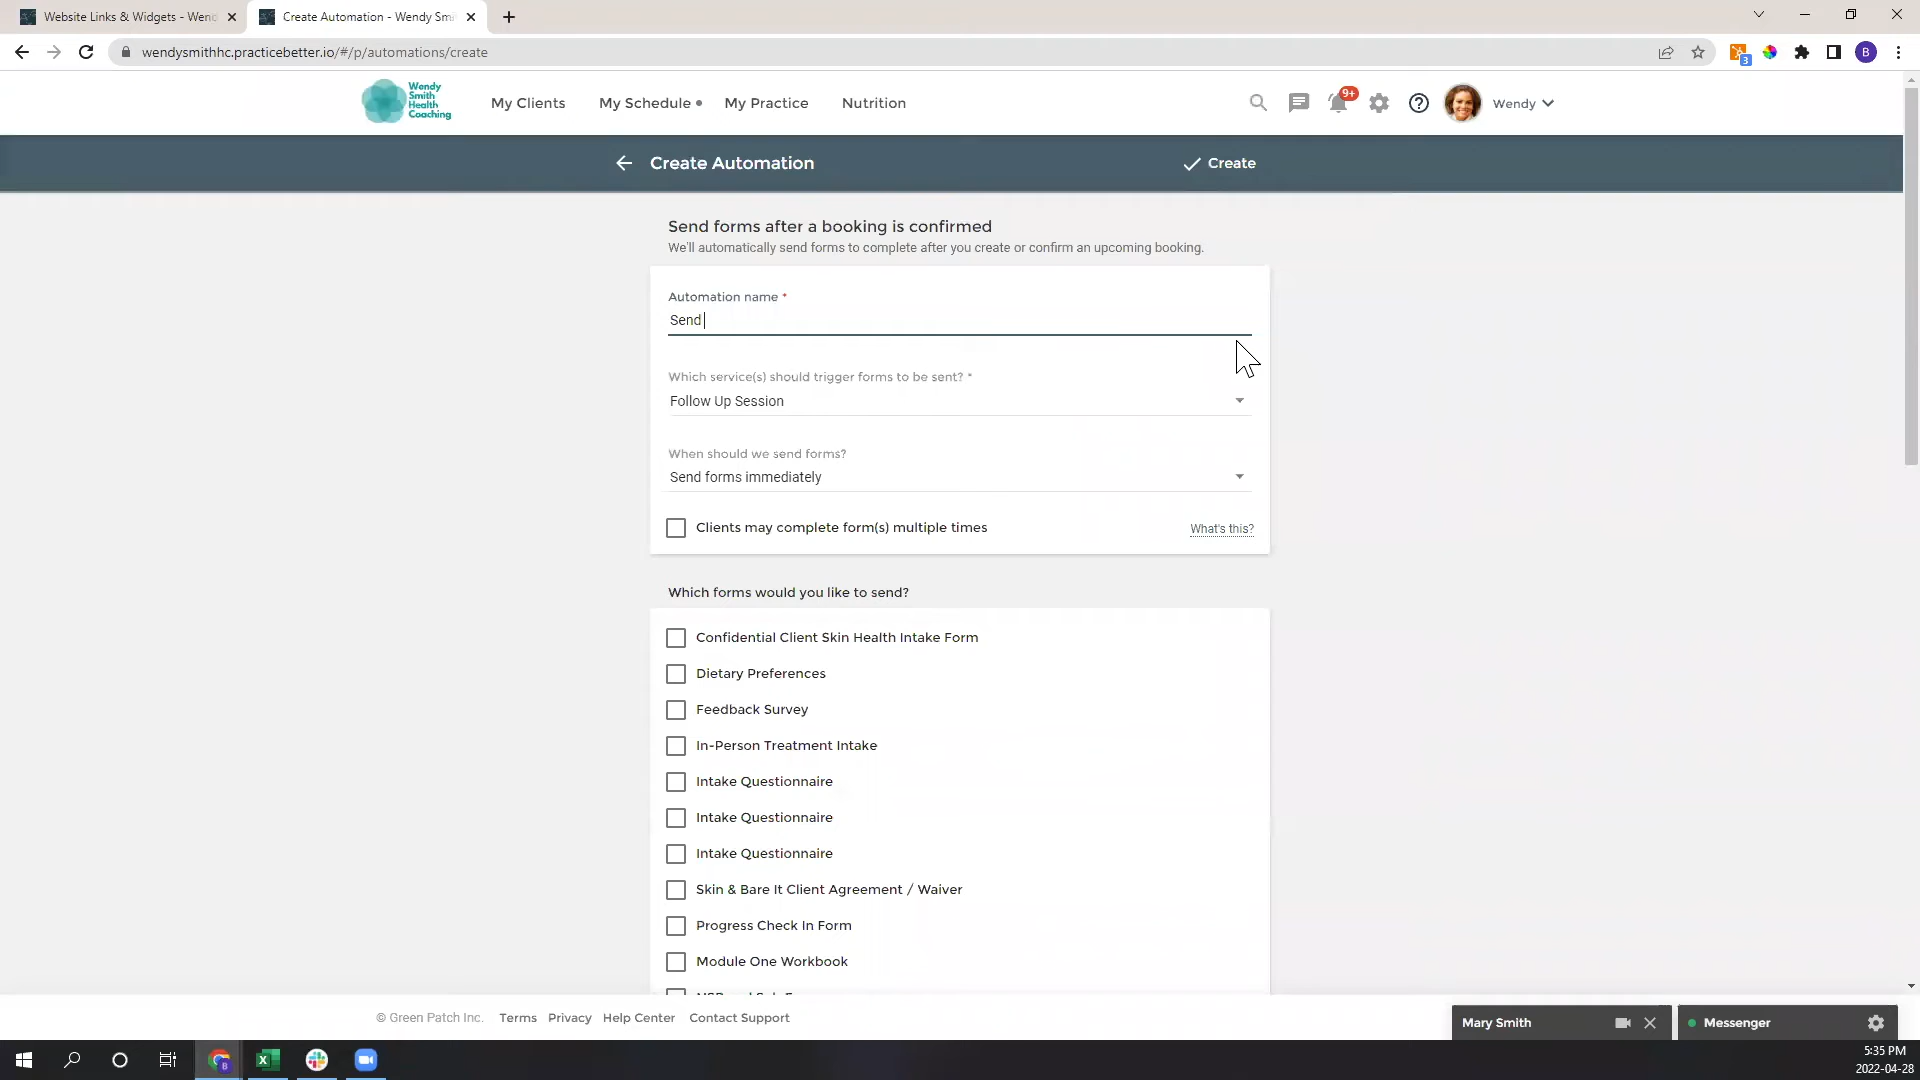 Website Links & Widgets - Wend
Create Automation - Wendy Smi
wendysmithhc.practicebetter.io/#/p/automations/create
3
B
Wendy
Smith
Health
Coaching
My Clients
My Schedule
My Practice
Nutrition
9+
Wendy
Create Automation
Create
Send forms after a booking is confirmed
We'll automatically send forms to complete after you create or confirm an upcoming booking.
Automation name *
Send
Which service(s) should trigger forms to be sent? *
Follow Up Session
When should we send forms?
Send forms immediately
Clients may complete form(s) multiple times
What's this?
Which forms would you like to send?
Confidential Client Skin Health Intake Form
Dietary Preferences
Feedback Survey
In-Person Treatment Intake
Intake Questionnaire
Intake Questionnaire
Intake Questionnaire
Skin & Bare It Client Agreement / Waiver
Progress Check In Form
Module One Workbook
© Green Patch Inc.
Terms
Privacy
Help Center
Contact Support
Mary Smith
Messenger
5:35 PM
2022-04-28